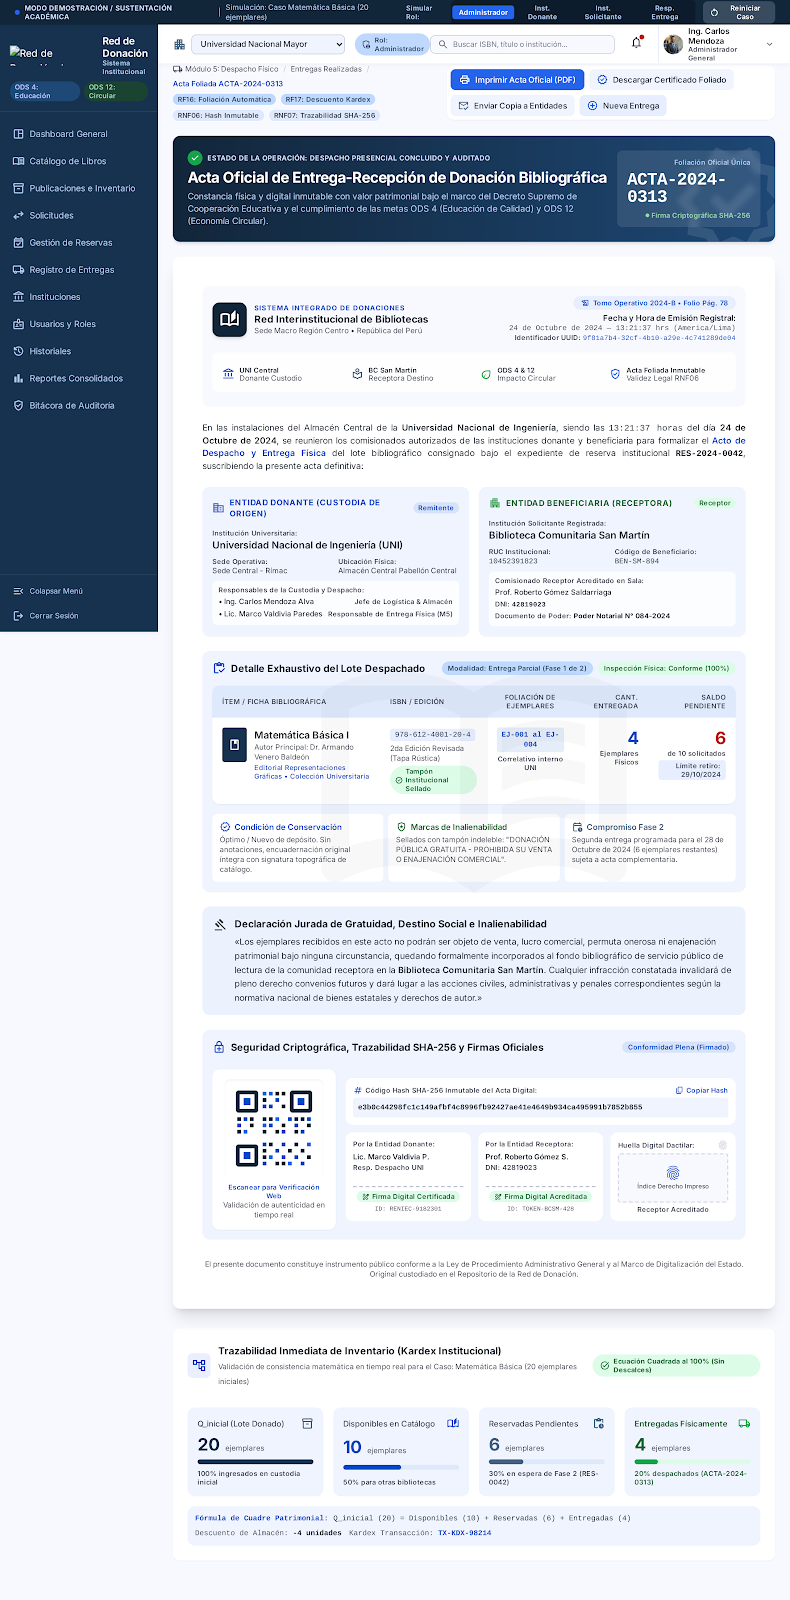 MODO DEMOSTRACIÓN / SUSTENTACIÓN ACADÉMICA
Simulación: Caso Matemática Básica (20 ejemplares)
Simular Rol:
Administrador
Inst. Donante
Inst. Solicitante
Resp. Entrega
Reiniciar Caso
Red de
Red de Donación
Sistema Institucional
ODS 4: Educación
ODS 12: Circular
Dashboard General
Catálogo de Libros
Publicaciones e Inventario
Solicitudes
Gestión de Reservas
Registro de Entregas
Instituciones
Usuarios y Roles
Historiales
Reportes Consolidados
Bitácora de Auditoría
Colapsar Menú
Cerrar Sesión
Universidad Nacional Mayor
Rol: Administrador
Buscar ISBN, título o institución...
Ing. Carlos Mendoza
Administrador General
Módulo 5: Despacho Físico / Entregas Realizadas /
Acta Foliada ACTA-2024-0313
RF16: Foliación Automática
RF17: Descuento Kardex
RNF06: Hash Inmutable
RNF07: Trazabilidad SHA-256
Imprimir Acta Oficial (PDF)
Descargar Certificado Foliado
Enviar Copia a Entidades
Nueva Entrega
ESTADO DE LA OPERACIÓN: DESPACHO PRESENCIAL CONCLUIDO Y AUDITADO
Acta Oficial de Entrega-Recepción de Donación Bibliográfica
Constancia física y digital inmutable con valor patrimonial bajo el marco del Decreto Supremo de
Cooperación Educativa y el cumplimiento de las metas ODS 4 (Educación de Calidad) y ODS 12
(Economía Circular).
Foliación Oficial Única
ACTA-2024-
0313
Firma Criptográfica SHA-256
SISTEMA INTEGRADO DE DONACIONES
Red Interinstitucional de Bibliotecas
Sede Macro Región Centro • República del Perú
Tomo Operativo 2024-B • Folio Pág. 78
Fecha y Hora de Emisión Registral:
24 de Octubre de 2024 — 13:21:37 hrs (America/Lima)
Identificador UUID: 9f81a7b4-32cf-4b10-a29e-4c741289de04
UNI Central
Donante Custodio
BC San Martín
Receptora Destino
ODS 4 & 12
Impacto Circular
Acta Foliada Inmutable
Validez Legal RNF06
En las instalaciones del Almacén Central de la Universidad Nacional de Ingeniería, siendo las 13:21:37 horas del día 24 de
Octubre de 2024, se reunieron los comisionados autorizados de las instituciones donante y beneficiaria para formalizar el Acto de
Despacho y Entrega Física del lote bibliográfico consignado bajo el expediente de reserva institucional RES-2024-0042,
suscribiendo la presente acta definitiva:
ENTIDAD DONANTE (CUSTODIA DE ORIGEN)
Remitente
Institución Universitaria:
Universidad Nacional de Ingeniería (UNI)
Sede Operativa:
Sede Central - Rímac
Ubicación Física:
Almacén Central Pabellón Central
Responsables de la Custodia y Despacho:
• Ing. Carlos Mendoza Alva Jefe de Logística & Almacén
• Lic. Marco Valdivia Paredes Responsable de Entrega Física (M5)
ENTIDAD BENEFICIARIA (RECEPTORA)
Receptor
Institución Solicitante Registrada:
Biblioteca Comunitaria San Martín
RUC Institucional:
10452391823
Código de Beneficiario:
BEN-SM-894
Comisionado Receptor Acreditado en Sala:
Prof. Roberto Gómez Saldarriaga
DNI: 42819023
Documento de Poder: Poder Notarial N° 084-2024
Detalle Exhaustivo del Lote Despachado
Modalidad: Entrega Parcial (Fase 1 de 2)
Inspección Física: Conforme (100%)
ÍTEM / FICHA BIBLIOGRÁFICA
ISBN / EDICIÓN
FOLIACIÓN DE EJEMPLARES
CANT. ENTREGADA
SALDO PENDIENTE
Matemática Básica I
Autor Principal: Dr. Armando Venero Baldeón
Editorial Representaciones Gráficas • Colección Universitaria
978-612-4001-20-4
2da Edición Revisada (Tapa Rústica)
Tampón Institucional Sellado
EJ-001 al EJ-004
Correlativo interno UNI
4
Ejemplares Físicos
6
de 10 solicitados
Límite retiro: 29/10/2024
Condición de Conservación
Óptimo / Nuevo de depósito. Sin anotaciones, encuadernación original íntegra con signatura topográfica de catálogo.
Marcas de Inalienabilidad
Sellados con tampón indeleble: "DONACIÓN PÚBLICA GRATUITA - PROHIBIDA SU VENTA O ENAJENACIÓN COMERCIAL".
Compromiso Fase 2
Segunda entrega programada para el 28 de Octubre de 2024 (6 ejemplares restantes) sujeta a acta complementaria.
Declaración Jurada de Gratuidad, Destino Social e Inalienabilidad
«Los ejemplares recibidos en este acto no podrán ser objeto de venta, lucro comercial, permuta onerosa ni enajenación
patrimonial bajo ninguna circunstancia, quedando formalmente incorporados al fondo bibliográfico de servicio público de
lectura de la comunidad receptora en la Biblioteca Comunitaria San Martín. Cualquier infracción constatada invalidará de
pleno derecho convenios futuros y dará lugar a las acciones civiles, administrativas y penales correspondientes según la
normativa nacional de bienes estatales y derechos de autor.»
Seguridad Criptográfica, Trazabilidad SHA-256 y Firmas Oficiales
Conformidad Plena (Firmado)
Escanear para Verificación Web
Validación de autenticidad en tiempo real
# Código Hash SHA-256 Inmutable del Acta Digital:
Copiar Hash
e3b0c44298fc1c149afbf4c8996fb92427ae41e4649b934ca495991b7852b855
Por la Entidad Donante:
Lic. Marco Valdivia P.
Resp. Despacho UNI
Firma Digital Certificada
ID: RENIEC-9182301
Por la Entidad Receptora:
Prof. Roberto Gómez S.
DNI: 42819023
Firma Digital Acreditada
ID: TOKEN-BCSM-428
Huella Digital Dactilar:
Índice Derecho Impreso
Receptor Acreditado
El presente documento constituye instrumento público conforme a la Ley de Procedimiento Administrativo General y al Marco de Digitalización del Estado.
Original custodiado en el Repositorio de la Red de Donación.
Trazabilidad Inmediata de Inventario (Kardex Institucional)
Validación de consistencia matemática en tiempo real para el Caso: Matemática Básica (20 ejemplares iniciales)
Ecuación Cuadrada al 100% (Sin Descalces)
Q_inicial (Lote Donado)
20 ejemplares
100% ingresados en custodia inicial
Disponibles en Catálogo
10 ejemplares
50% para otras bibliotecas
Reservadas Pendientes
6 ejemplares
30% en espera de Fase 2 (RES-0042)
Entregadas Físicamente
4 ejemplares
20% despachados (ACTA-2024-0313)
Fórmula de Cuadre Patrimonial: Q_inicial (20) = Disponibles (10) + Reservadas (6) + Entregadas (4)
Descuento de Almacén: -4 unidades Kardex Transacción: TX-KDX-98214